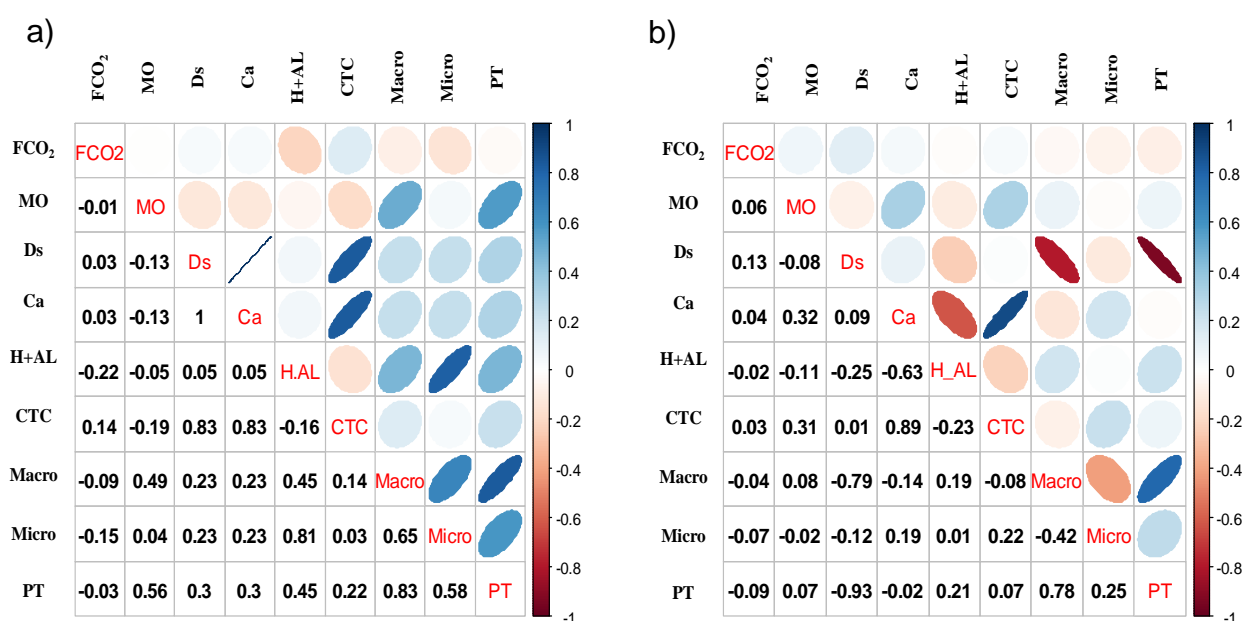 a)
FCO₂ MO Ds Ca H+AL CTC Macro Micro PT
FCO₂ FCO2
MO -0.01 MO
Ds 0.03 -0.13 Ds
Ca 0.03 -0.13 1 Ca
H+AL -0.22 -0.05 0.05 0.05 H.AL
CTC 0.14 -0.19 0.83 0.83 -0.16 CTC
Macro -0.09 0.49 0.23 0.23 0.45 0.14 Macro
Micro -0.15 0.04 0.23 0.23 0.81 0.03 0.65 Micro
PT -0.03 0.56 0.3 0.3 0.45 0.22 0.83 0.58 PT
1
0.8
0.6
0.4
0.2
0
-0.2
-0.4
-0.6
-0.8
-1
b)
FCO₂ MO Ds Ca H+AL CTC Macro Micro PT
FCO₂ FCO2
MO 0.06 MO
Ds 0.13 -0.08 Ds
Ca 0.04 0.32 0.09 Ca
H+AL -0.02 -0.11 -0.25 -0.63 H_AL
CTC 0.03 0.31 0.01 0.89 -0.23 CTC
Macro -0.04 0.08 -0.79 -0.14 0.19 -0.08 Macro
Micro -0.07 -0.02 -0.12 0.19 0.01 0.22 -0.42 Micro
PT -0.09 0.07 -0.93 -0.02 0.21 0.07 0.78 0.25 PT
1
0.8
0.6
0.4
0.2
0
-0.2
-0.4
-0.6
-0.8
-1